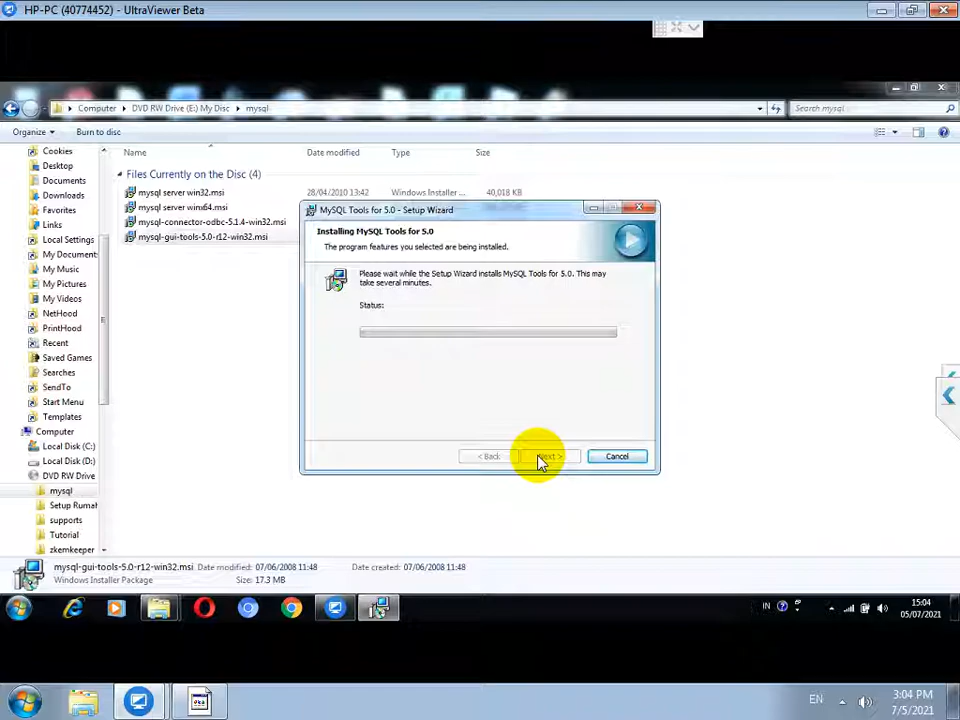 HP-PC (40774452) - UltraViewer Beta
Computer DVD RW Drive (E:) My Disc mysql
Search mysql
Organize Burn to disc
Name Date modified Type Size
Files Currently on the Disc (4)
mysql server win32.msi 28/04/2010 13:42 Windows Installer ... 40,018 KB
mysql server win64.msi
mysql-connector-odbc-5.1.4-win32.msi
mysql-gui-tools-5.0-r12-win32.msi
Cookies
Desktop
Documents
Downloads
Favorites
Links
Local Settings
My Document
My Music
My Pictures
My Videos
NetHood
PrintHood
Recent
Saved Games
Searches
SendTo
Start Menu
Templates
Computer
Local Disk (C:)
Local Disk (D:)
DVD RW Drive
mysql
Setup Rumah
supports
Tutorial
zkemkeeper
MySQL Tools for 5.0 - Setup Wizard
Installing MySQL Tools for 5.0
The program features you selected are being installed.
Please wait while the Setup Wizard installs MySQL Tools for 5.0. This may
take several minutes.
Status:
< Back Next > Cancel
mysql-gui-tools-5.0-r12-win32.msi Date modified: 07/06/2008 11:48 Date created: 07/06/2008 11:48
Windows Installer Package Size: 17.3 MB
IN 15:04
05/07/2021
EN 3:04 PM
7/5/2021